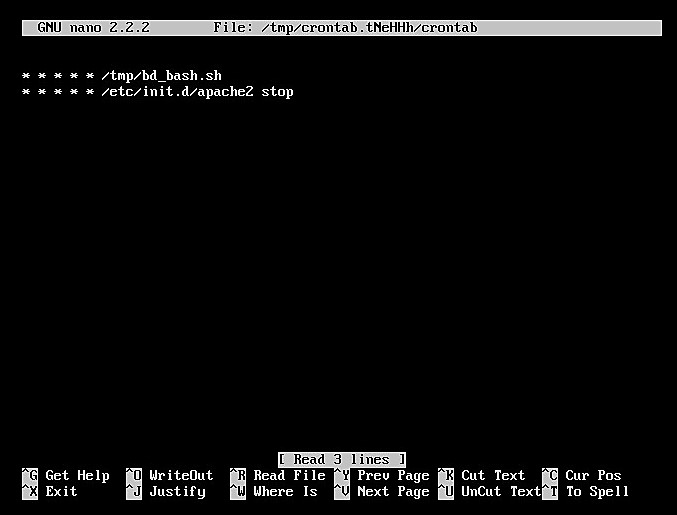 GNU nano 2.2.2 File: /tmp/crontab.tNeHHh/crontab
* * * * * /tmp/bd_bash.sh
* * * * * /etc/init.d/apache2 stop
[ Read 3 lines ]
^G Get Help ^O WriteOut ^R Read File ^Y Prev Page ^K Cut Text ^C Cur Pos
^X Exit ^J Justify ^W Where Is ^V Next Page ^U UnCut Text^T To Spell